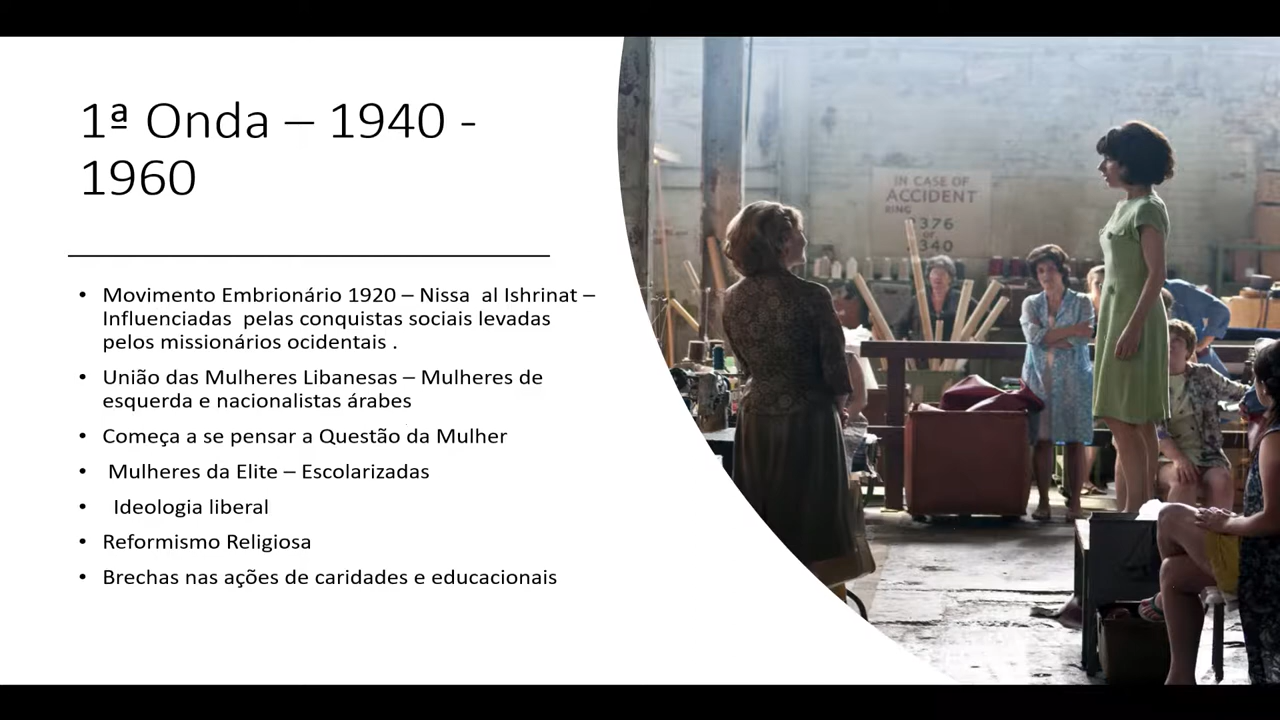 1ª Onda – 1940 -
1960
• Movimento Embrionário 1920 – Nissa al Ishrinat –
Influenciadas pelas conquistas sociais levadas
pelos missionários ocidentais .
• União das Mulheres Libanesas – Mulheres de
esquerda e nacionalistas árabes
• Começa a se pensar a Questão da Mulher
• Mulheres da Elite – Escolarizadas
• Ideologia liberal
• Reformismo Religiosa
• Brechas nas ações de caridades e educacionais
IN CASE OF
ACCIDENT
RING
2376
or
340